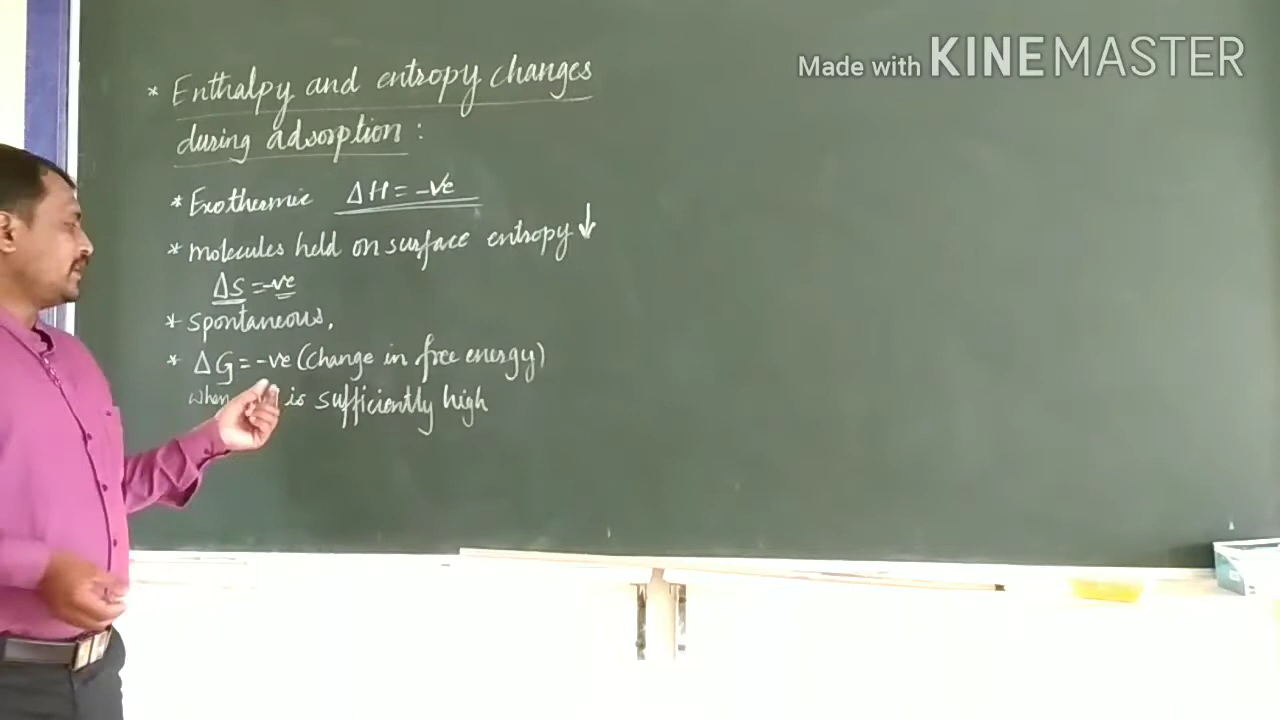 Made with KINEMASTER
* Enthalpy and entropy changes
during adsorption :
* Exothermic ΔH = -ve
* molecules held on surface entropy ↓
ΔS = -ve
* Spontaneous.
* ΔG = -ve (Change in free energy)
when is sufficiently high